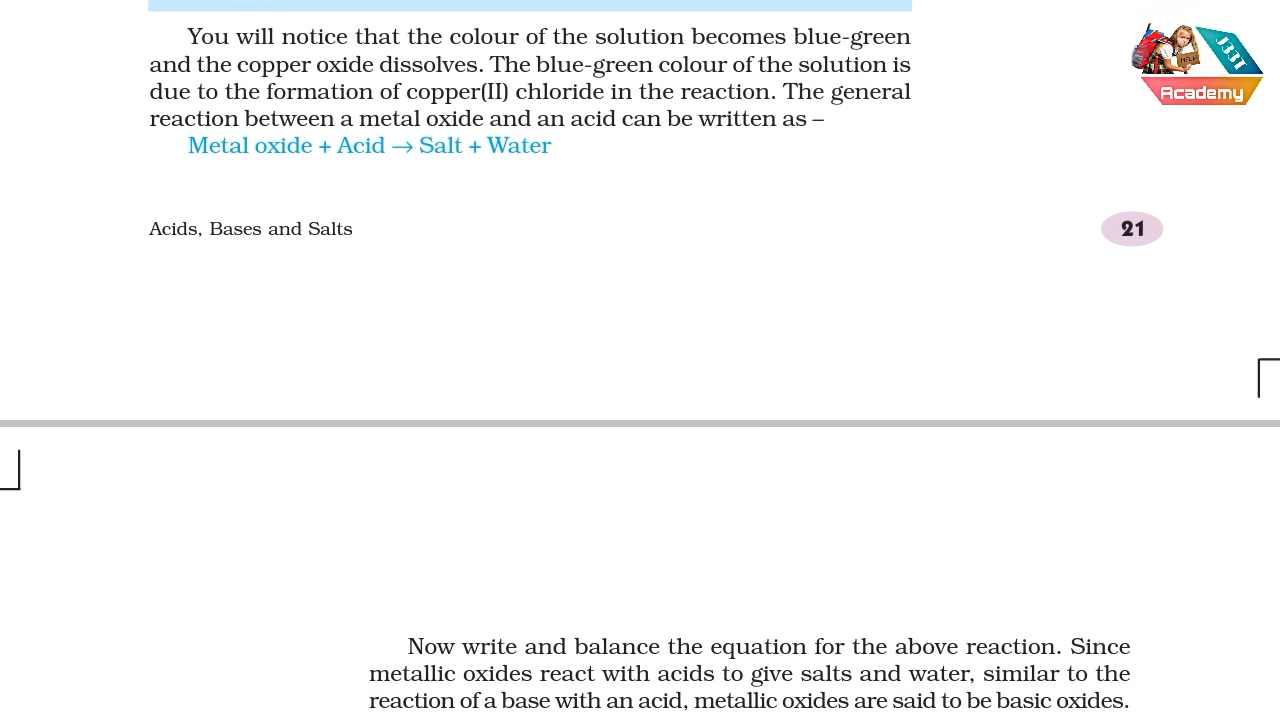 You will notice that the colour of the solution becomes blue-green
and the copper oxide dissolves. The blue-green colour of the solution is
due to the formation of copper(II) chloride in the reaction. The general
reaction between a metal oxide and an acid can be written as –
Metal oxide + Acid → Salt + Water
Acids, Bases and Salts
21
Now write and balance the equation for the above reaction. Since
metallic oxides react with acids to give salts and water, similar to the
reaction of a base with an acid, metallic oxides are said to be basic oxides.
HELP
Academy